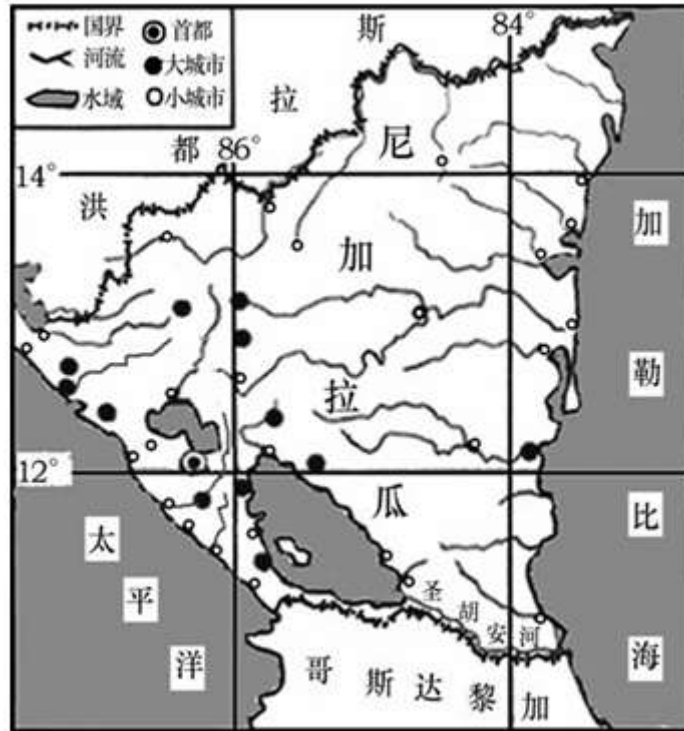 国界
首都
河流
大城市
水域
小城市
84°
86°
14°
12°
洪都拉斯
尼加拉瓜
加勒比海
太平洋
圣胡安河
哥斯达黎加